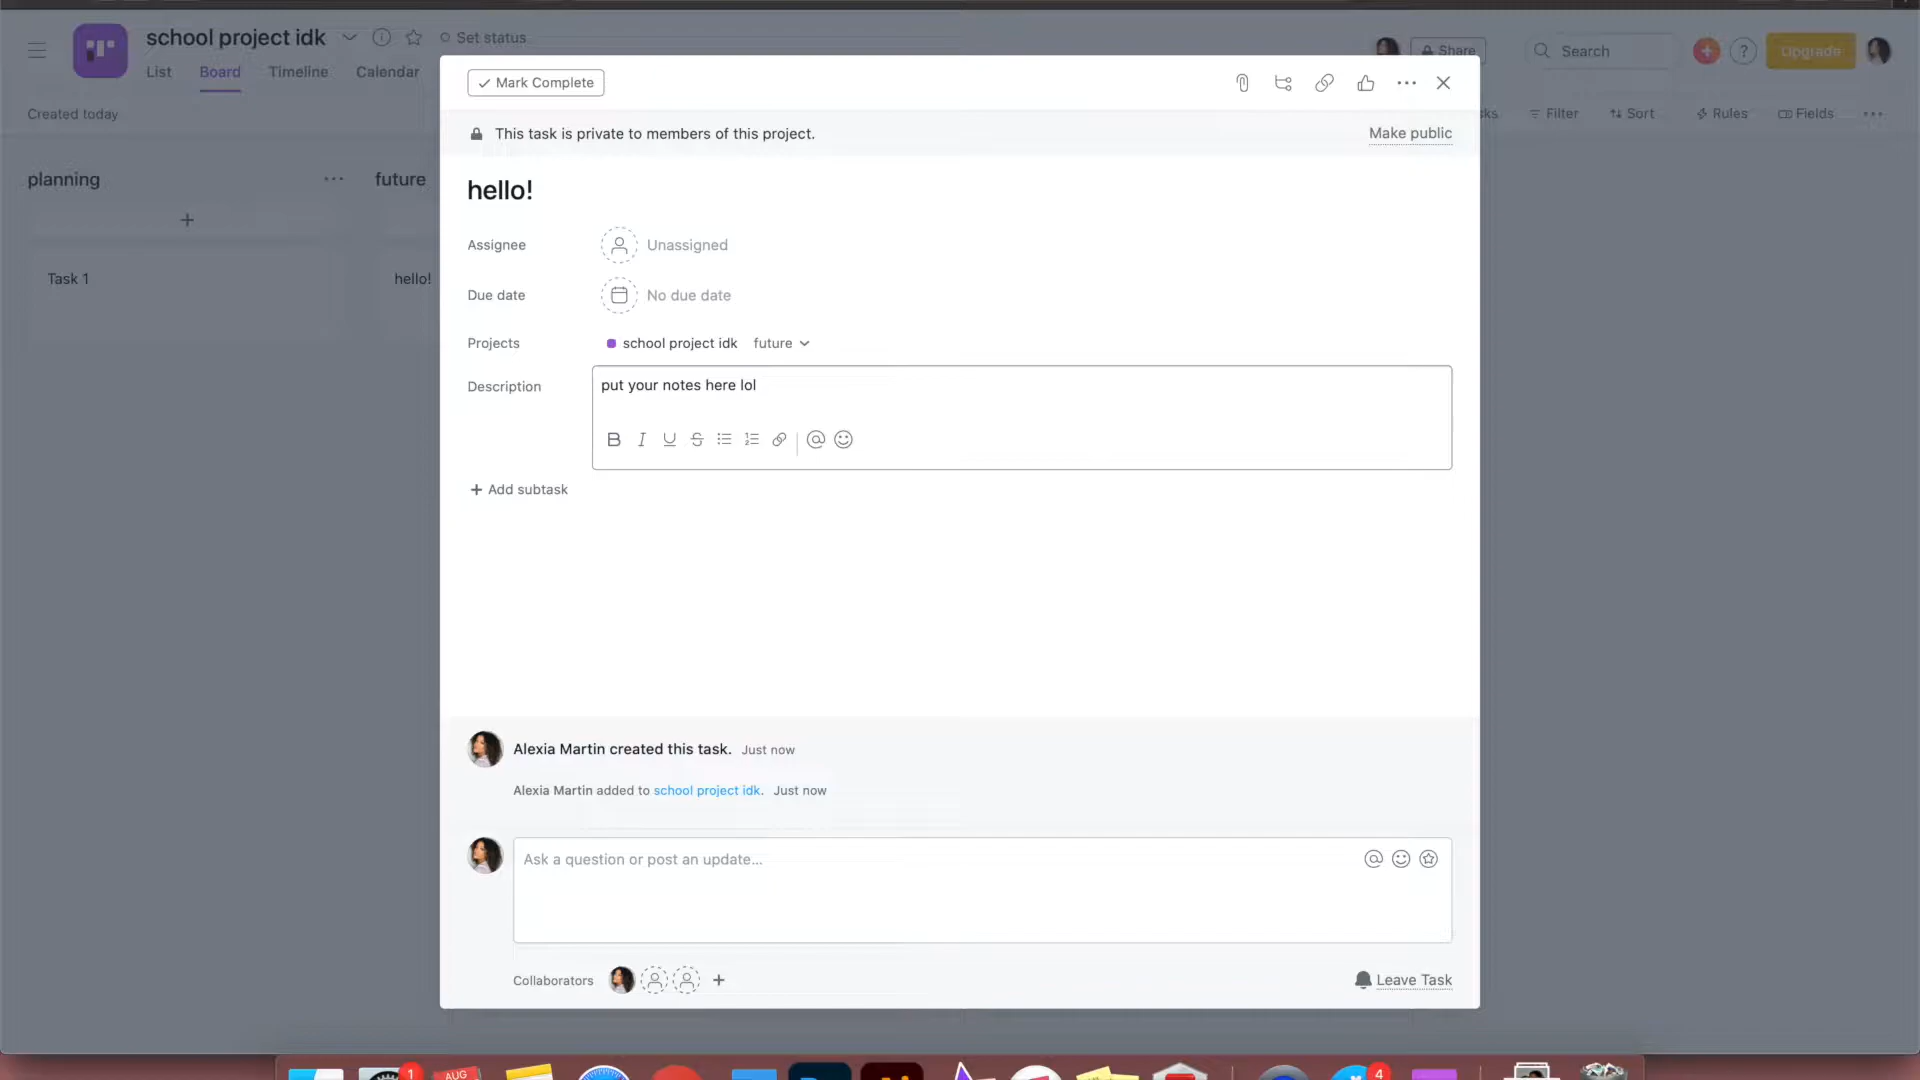 school project idk
Set status
Share
Search
?
Upgrade
List Board Timeline Calendar
Mark Complete
Created today
Filter Sort Rules Fields
This task is private to members of this project. Make public
planning
future
hello!
Assignee Unassigned
Task 1
hello!
Due date No due date
Projects school project idk future
Description put your notes here lol
B I U S
+ Add subtask
Alexia Martin created this task. Just now
Alexia Martin added to school project idk. Just now
Ask a question or post an update...
Collaborators
Leave Task
1
AUG
4